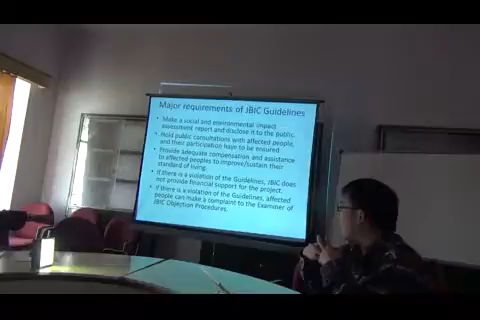 Major requirements of JBIC Guidelines
• Make a social and environmental impact
assessment report and disclose it to the public.
• Hold public consultations with affected people,
and their participation have to be ensured
• Provide adequate compensation and assistance
to affected peoples to improve/sustain their
standard of living.
• If there is a violation of the Guidelines, JBIC does
not provide financial support for the project.
• If there is a violation of the Guidelines, affected
people can make a complaint to the Examiner of
JBIC Objection Procedures.